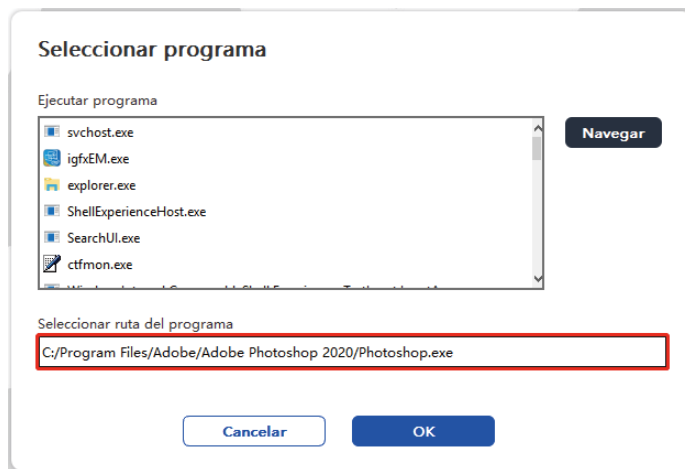 Seleccionar programa
Ejecutar programa
svchost.exe
Navegar
igfxEM.exe
explorer.exe
ShellExperienceHost.exe
SearchUI.exe
ctfmon.exe
Seleccionar ruta del programa
C:/Program Files/Adobe/Adobe Photoshop 2020/Photoshop.exe
Cancelar
OK